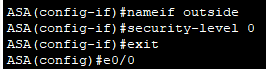 ASA(config-if)#nameif outside
ASA(config-if)#security-level 0
ASA(config-if)#exit
ASA(config)#e0/0